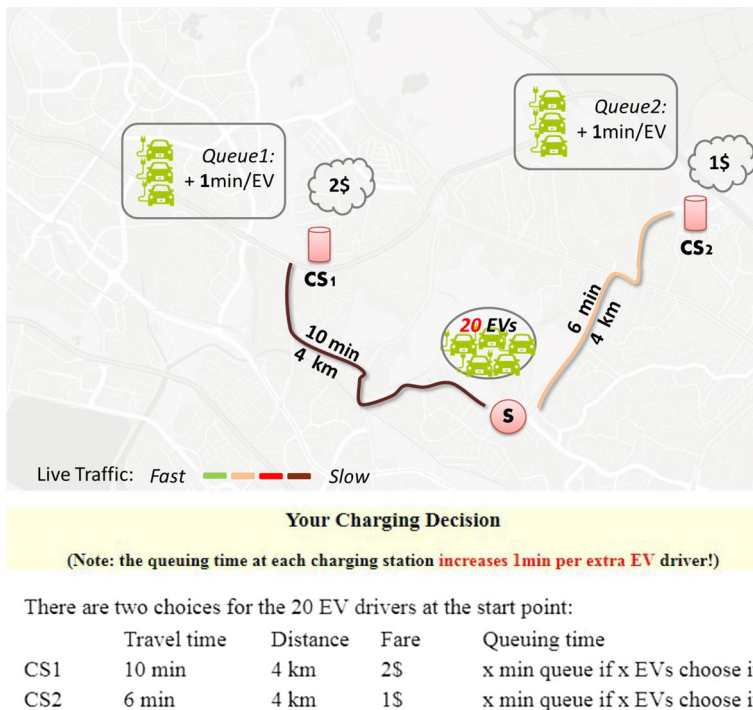 Queue2:
+ 1min/EV
1$
Queue1:
+ 1min/EV
2$
CS2
CS1
6 min
4 km
20 EVs
10 min
4 km
S
Live Traffic: Fast Slow
Your Charging Decision
(Note: the queuing time at each charging station increases 1min per extra EV driver!)
There are two choices for the 20 EV drivers at the start point:
Travel time Distance Fare Queuing time
CS1 10 min 4 km 2$ x min queue if x EVs choose i
CS2 6 min 4 km 1$ x min queue if x EVs choose i